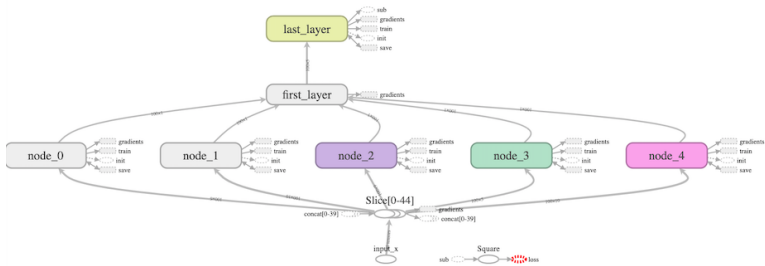 sub
gradients
last_layer
train
init
save
first_layer
gradients
gradients
train
node_0
init
save
gradients
train
node_1
init
save
gradients
train
node_2
init
save
gradients
train
node_3
init
save
gradients
train
node_4
init
save
Slice[0-44]
concat[0-39]
gradients
concat[0-39]
input_x
sub
Square
loss